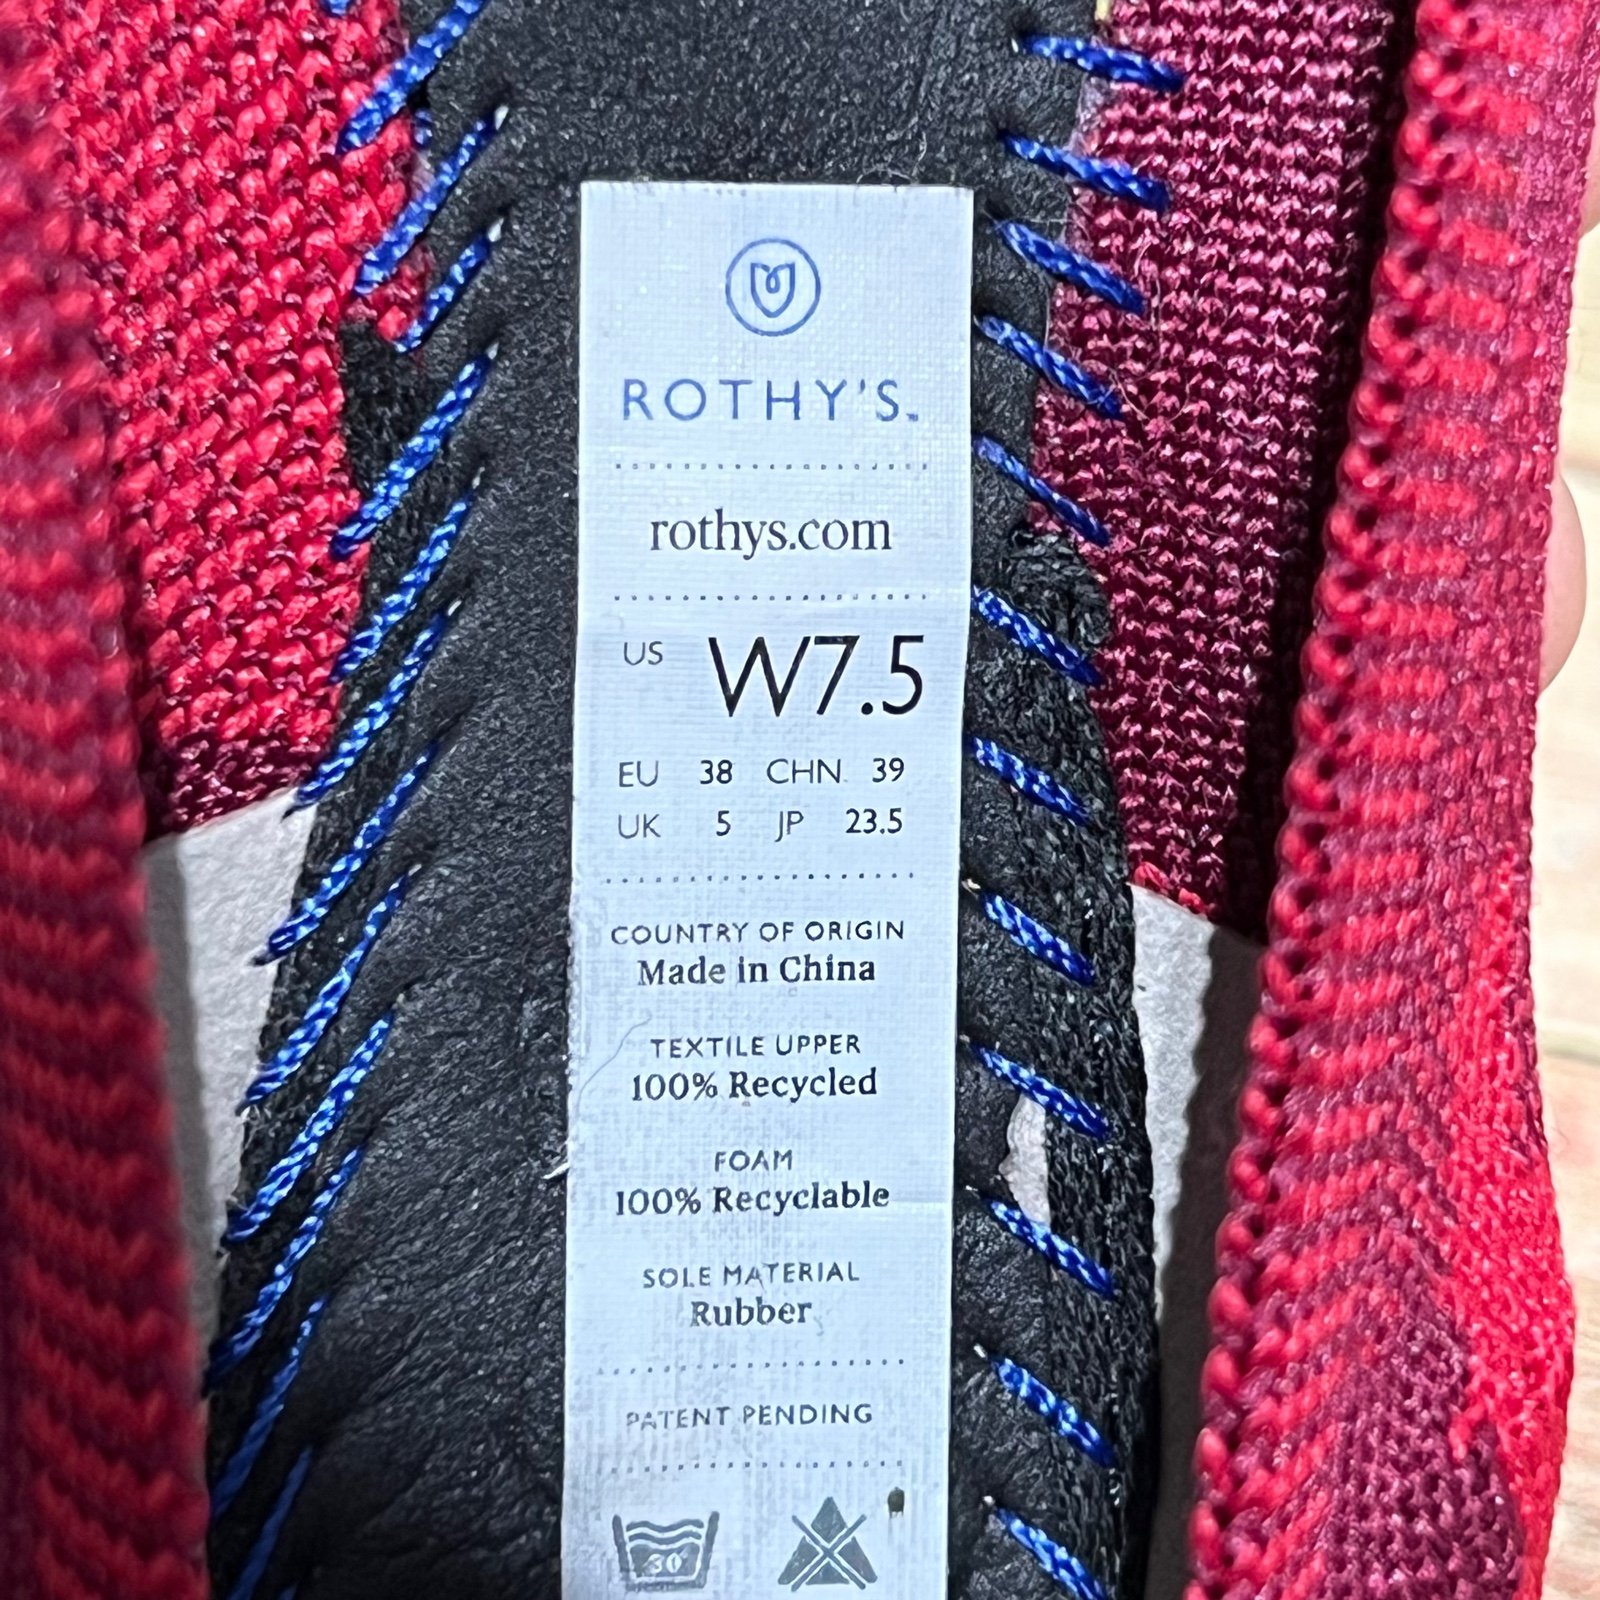 ROTHY'S
rothys.com
US W7.5
EU 38 CHN 39
UK 5 JP 23.5
COUNTRY OF ORIGIN
Made in China
TEXTILE UPPER
100% Recycled
FOAM
100% Recyclable
SOLE MATERIAL
Rubber
PATENT PENDING
30